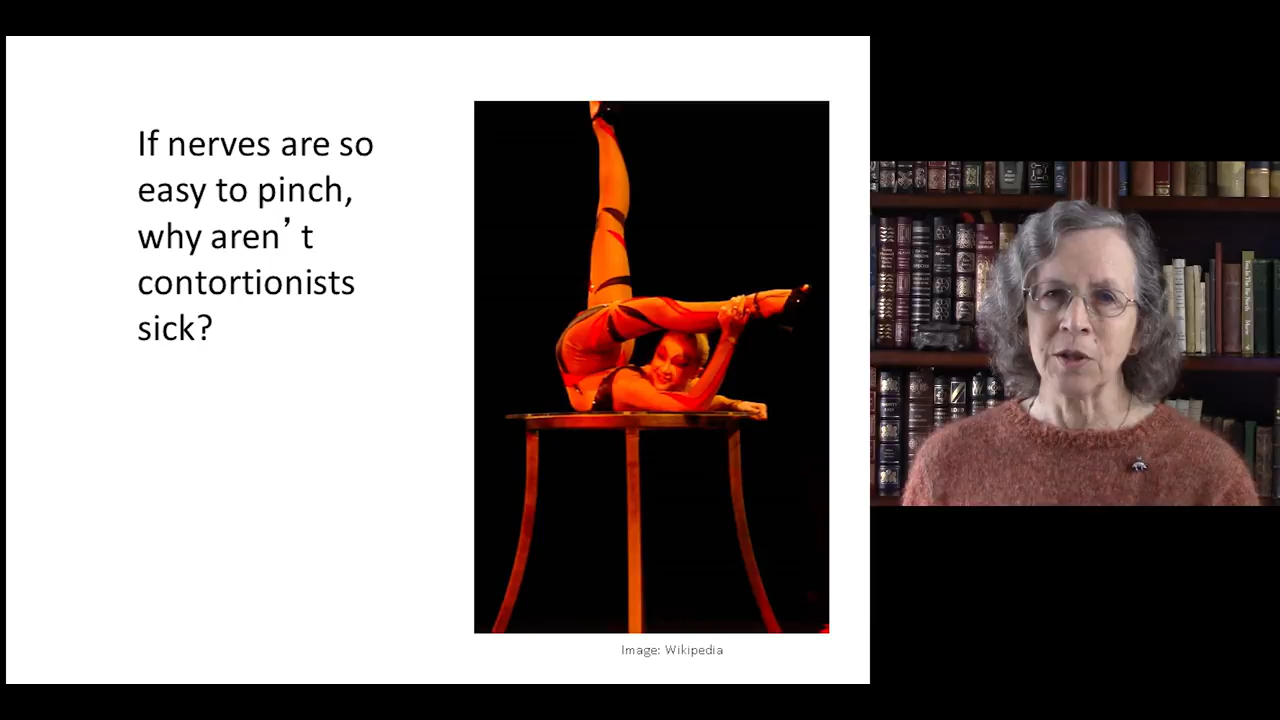 If nerves are so
easy to pinch,
why aren’t
contortionists
sick?
Image: Wikipedia